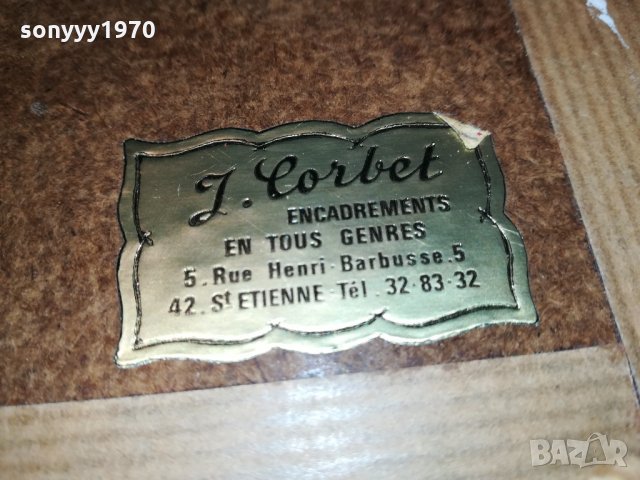 sonyyy1970
J. Corbet
ENCADREMENTS
EN TOUS GENRES
5. Rue Henri-Barbusse.5
42. St ETIENNE-Tél. 32-83-32
BAZAR